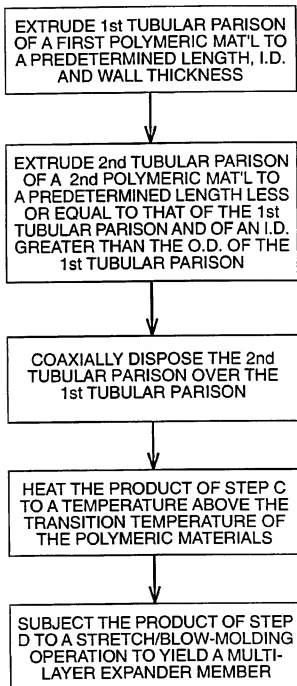 EXTRUDE 1st TUBULAR PARISON
OF A FIRST POLYMERIC MAT'L TO
A PREDETERMINED LENGTH, I.D.
AND WALL THICKNESS
EXTRUDE 2nd TUBULAR PARISON
OF A 2nd POLYMERIC MAT'L TO
A PREDETERMINED LENGTH LESS
OR EQUAL TO THAT OF THE 1st
TUBULAR PARISON AND OF AN I.D.
GREATER THAN THE O.D. OF THE
1st TUBULAR PARISON
COAXIALLY DISPOSE THE 2nd
TUBULAR PARISON OVER THE
1st TUBULAR PARISON
HEAT THE PRODUCT OF STEP C
TO A TEMPERATURE ABOVE THE
TRANSITION TEMPERATURE OF
THE POLYMERIC MATERIALS
SUBJECT THE PRODUCT OF STEP
D TO A STRETCH/BLOW-MOLDING
OPERATION TO YIELD A MULTI-
LAYER EXPANDER MEMBER